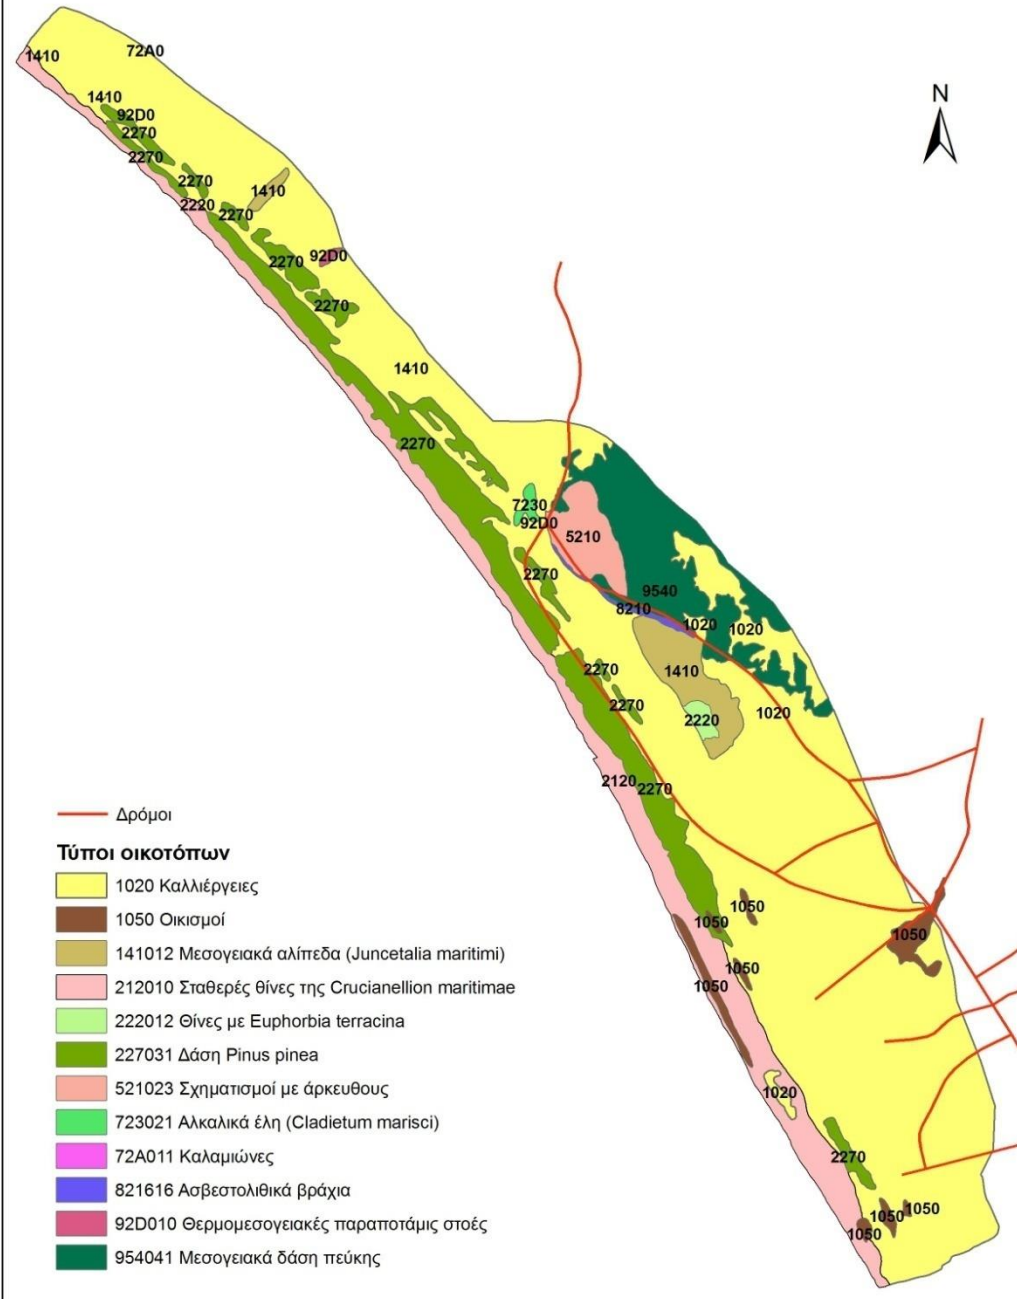 1410
72A0
1410
92D0
2270
2270
2270
2220
2270
1410
2270
92D0
2270
1410
2270
7230
92D0
5210
2270
9540
8210
1020
1020
2270
1410
2270
2220
1020
2120
2270
1050
1050
1050
1050
1050
1020
2270
1050
1050
1050
N
Δρόμοι
Τύποι οικοτόπων
1020 Καλλιέργειες
1050 Οικισμοί
141012 Μεσογειακά αλίπεδα (Juncetalia maritimi)
212010 Σταθερές θίνες της Crucianellion maritimae
222012 Θίνες με Euphorbia terracina
227031 Δάση Pinus pinea
521023 Σχηματισμοί με άρκευθους
723021 Αλκαλικά έλη (Cladietum marisci)
72A011 Καλαμιώνες
821616 Ασβεστολιθικά βράχια
92D010 Θερμομεσογειακές παραποτάμις στοές
954041 Μεσογειακά δάση πεύκης